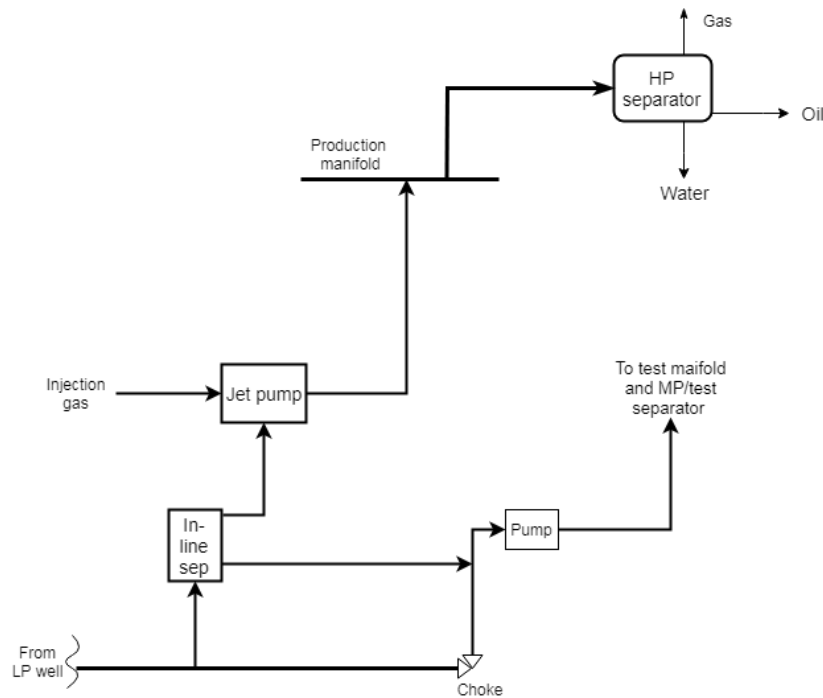 Gas
HP
separator
Oil
Water
Production
manifold
Injection
gas
Jet pump
To test maifold
and MP/test
separator
In-
line
sep
Pump
From
LP well
Choke